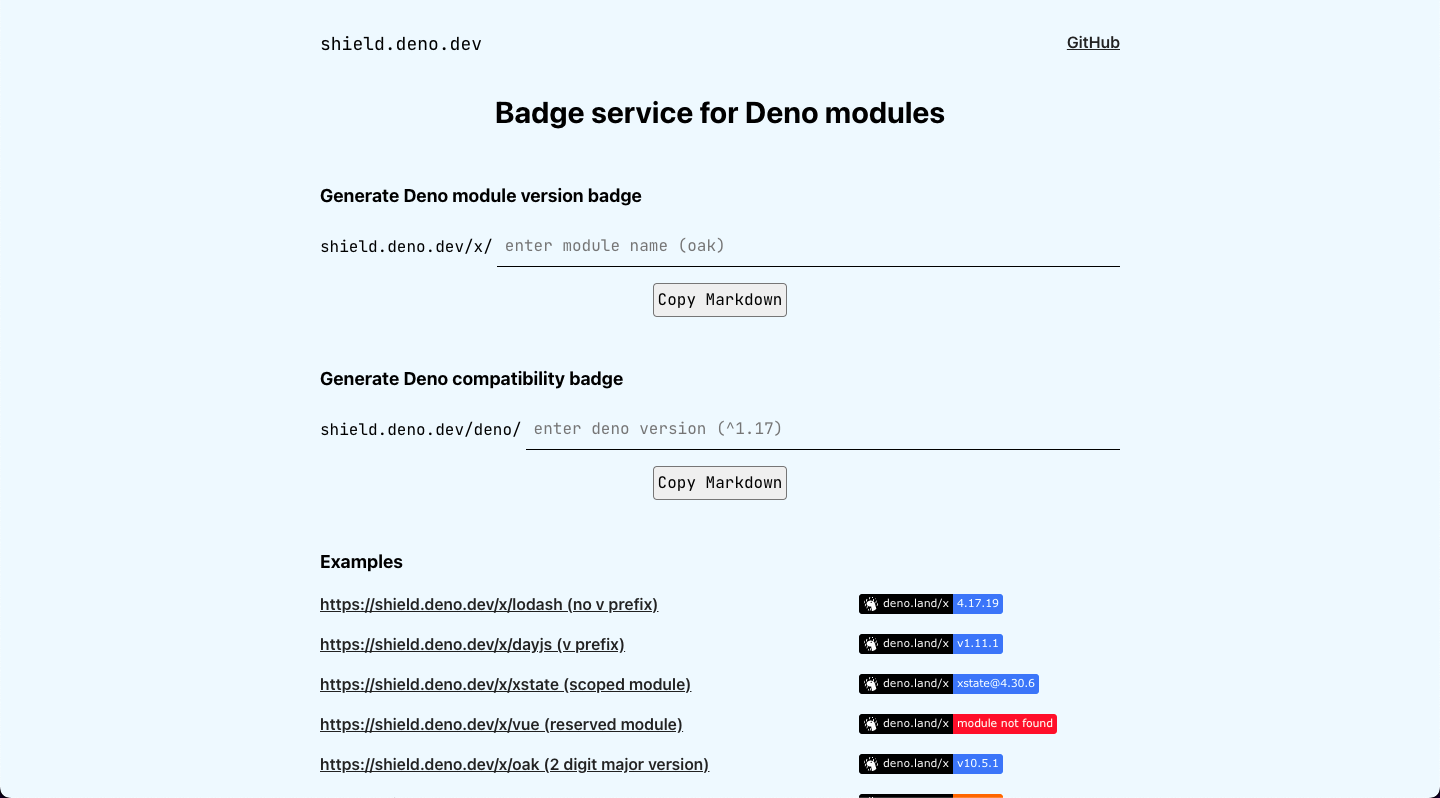 shield.deno.dev
GitHub
Badge service for Deno modules
Generate Deno module version badge
shield.deno.dev/x/ enter module name (oak)
Copy Markdown
Generate Deno compatibility badge
shield.deno.dev/deno/ enter deno version (^1.17)
Copy Markdown
Examples
https://shield.deno.dev/x/lodash (no v prefix) deno.land/x 4.17.19
https://shield.deno.dev/x/dayjs (v prefix) deno.land/x v1.11.1
https://shield.deno.dev/x/xstate (scoped module) deno.land/x xstate@4.30.6
https://shield.deno.dev/x/vue (reserved module) deno.land/x module not found
https://shield.deno.dev/x/oak (2 digit major version) deno.land/x v10.5.1